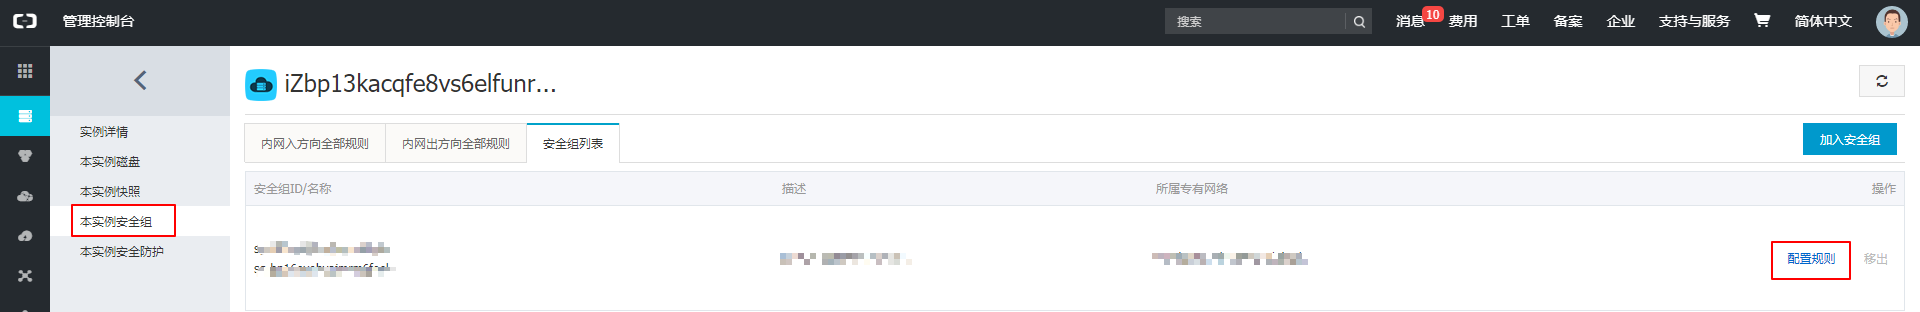 管理控制台
搜索
消息 10 费用 工单 备案 企业 支持与服务 简体中文
iZbp13kacqfe8vs6elfunr...
实例详情
本实例磁盘
本实例快照
本实例安全组
本实例安全防护
内网入方向全部规则 内网出方向全部规则 安全组列表
加入安全组
安全组ID/名称 描述 所属专有网络 操作
配置规则 移出